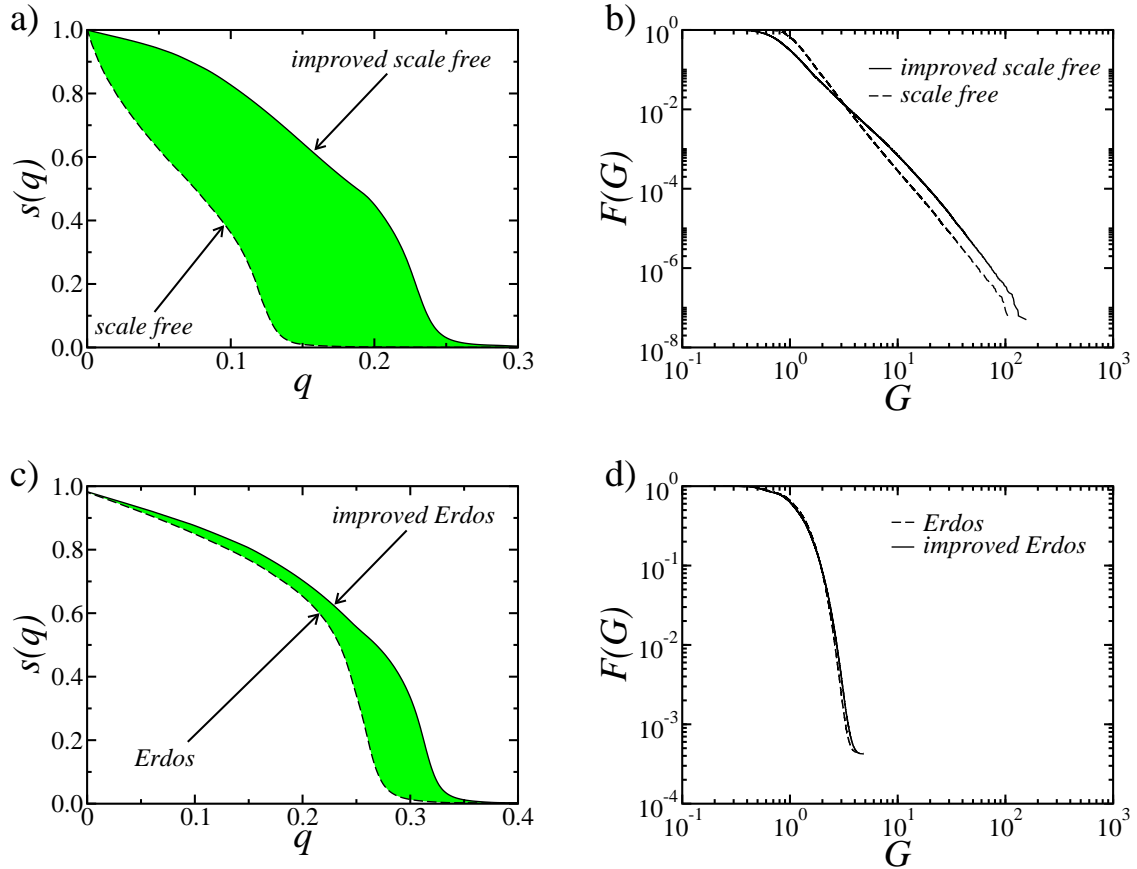 a)
1.0
0.8
0.6
0.4
0.2
0.0
s(q)
improved scale free
scale free
0
0.1
0.2
0.3
q
b)
10^0
10^-2
10^-4
10^-6
10^-8
F(G)
improved scale free
scale free
10^-1
10^0
10^1
10^2
10^3
G
c)
1.0
0.8
0.6
0.4
0.2
0.0
s(q)
improved Erdos
Erdos
0
0.1
0.2
0.3
0.4
q
d)
10^0
10^-1
10^-2
10^-3
10^-4
F(G)
Erdos
improved Erdos
10^-1
10^0
10^1
10^2
10^3
G